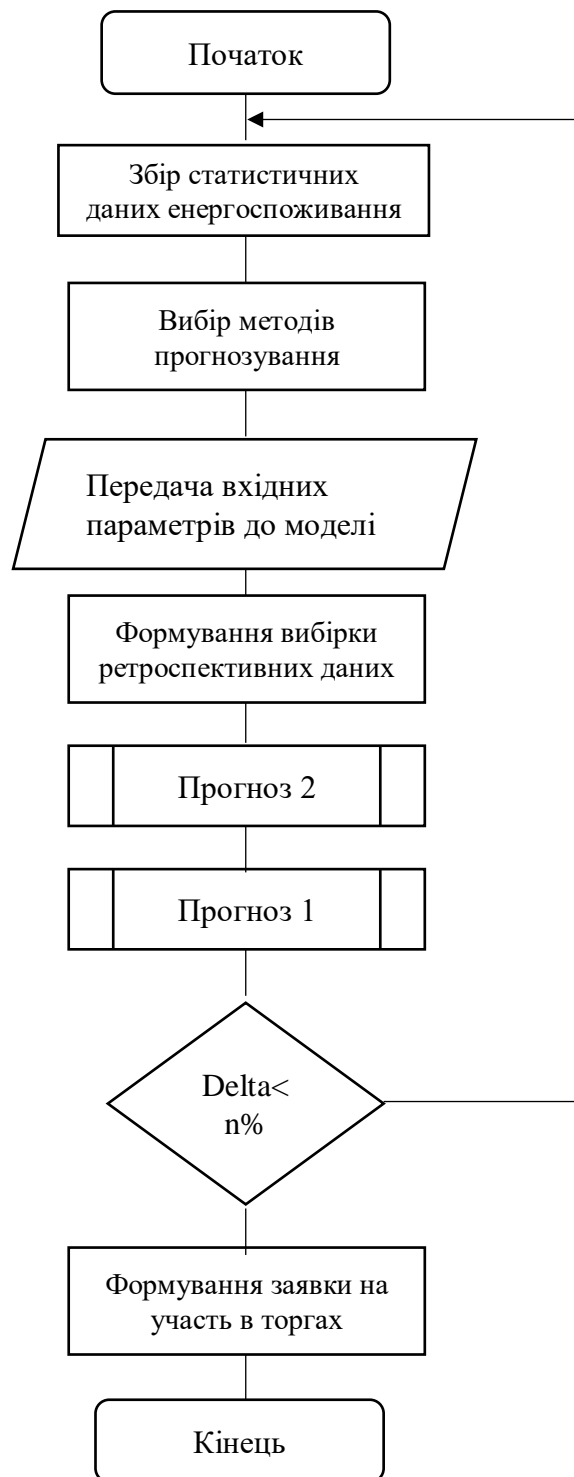 Початок
Збір статистичних
даних енергоспоживання
Вибір методів
прогнозування
Передача вхідних
параметрів до моделі
Формування вибірки
ретроспективних даних
Прогноз 2
Прогноз 1
Delta<
n%
Формування заявки на
участь в торгах
Кінець